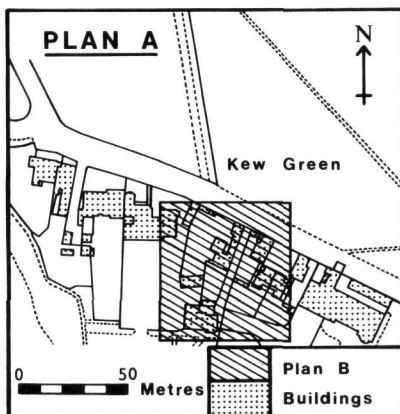 PLAN A
N
Kew Green
0 50 Metres
Plan B
Buildings